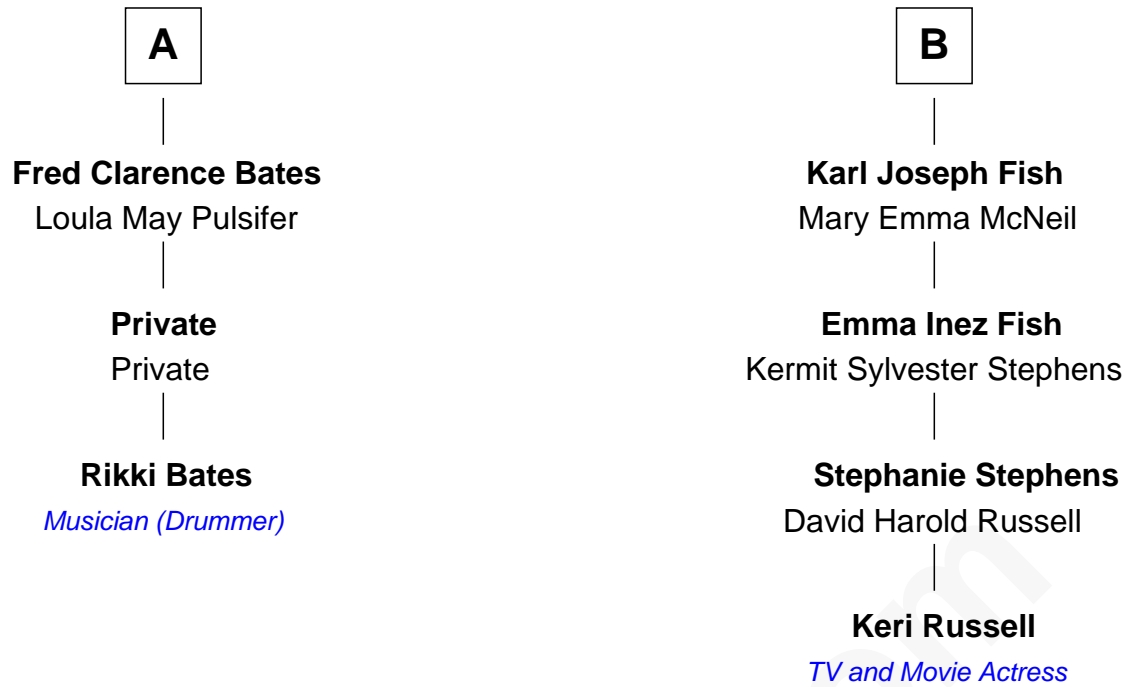 A
Fred Clarence Bates
Loula May Pulsifer
Private
Private
Rikki Bates
Musician (Drummer)
B
Karl Joseph Fish
Mary Emma McNeil
Emma Inez Fish
Kermit Sylvester Stephens
Stephanie Stephens
David Harold Russell
Keri Russell
TV and Movie Actress